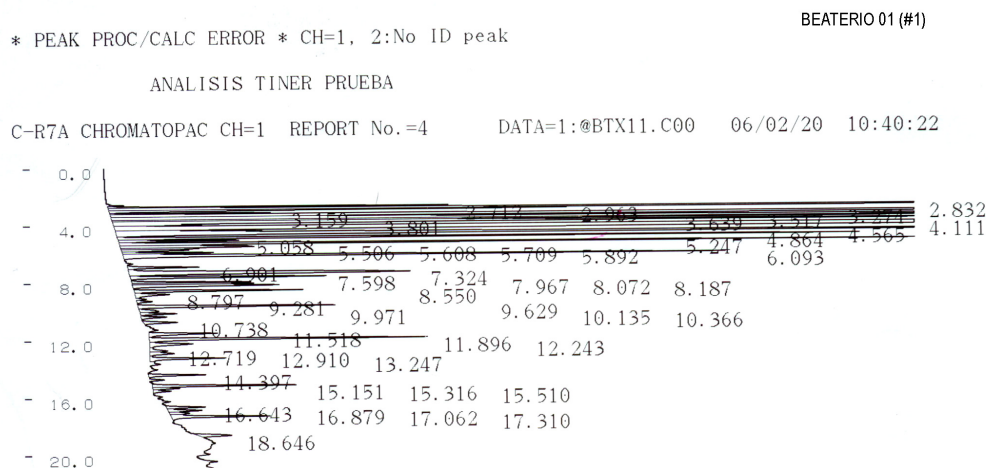 BEATERIO 01 (#1)
* PEAK PROC/CALC ERROR * CH=1, 2:No ID peak
ANALISIS TINER PRUEBA
C-R7A CHROMATOPAC CH=1 REPORT No.=4 DATA=1:@BTX11.C00 06/02/20 10:40:22
0.0
3.159 2.712 2.963 3.639 3.517 3.274 2.832
4.0 3.801 4.111
5.058 5.506 5.608 5.709 5.892 5.247 4.864 4.565
6.093
6.901 7.598 7.324 7.967 8.072 8.187
8.0
8.797 9.281 8.550
9.971 9.629 10.135 10.366
10.738 11.518 11.896 12.243
12.0
12.719 12.910 13.247
14.397 15.151 15.316 15.510
16.0
16.643 16.879 17.062 17.310
18.646
20.0